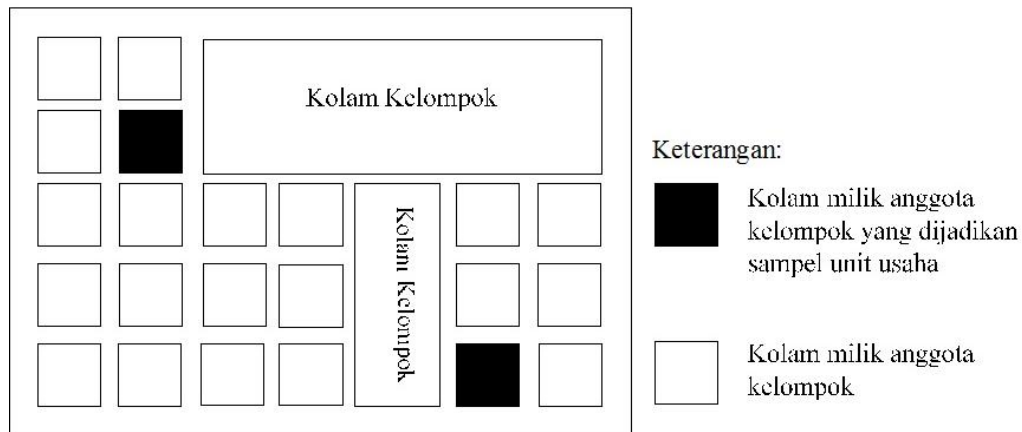 Kolam Kelompok
Kolam Kelompok
Keterangan:
Kolam milik anggota
kelompok yang dijadikan
sampel unit usaha
Kolam milik anggota
kelompok